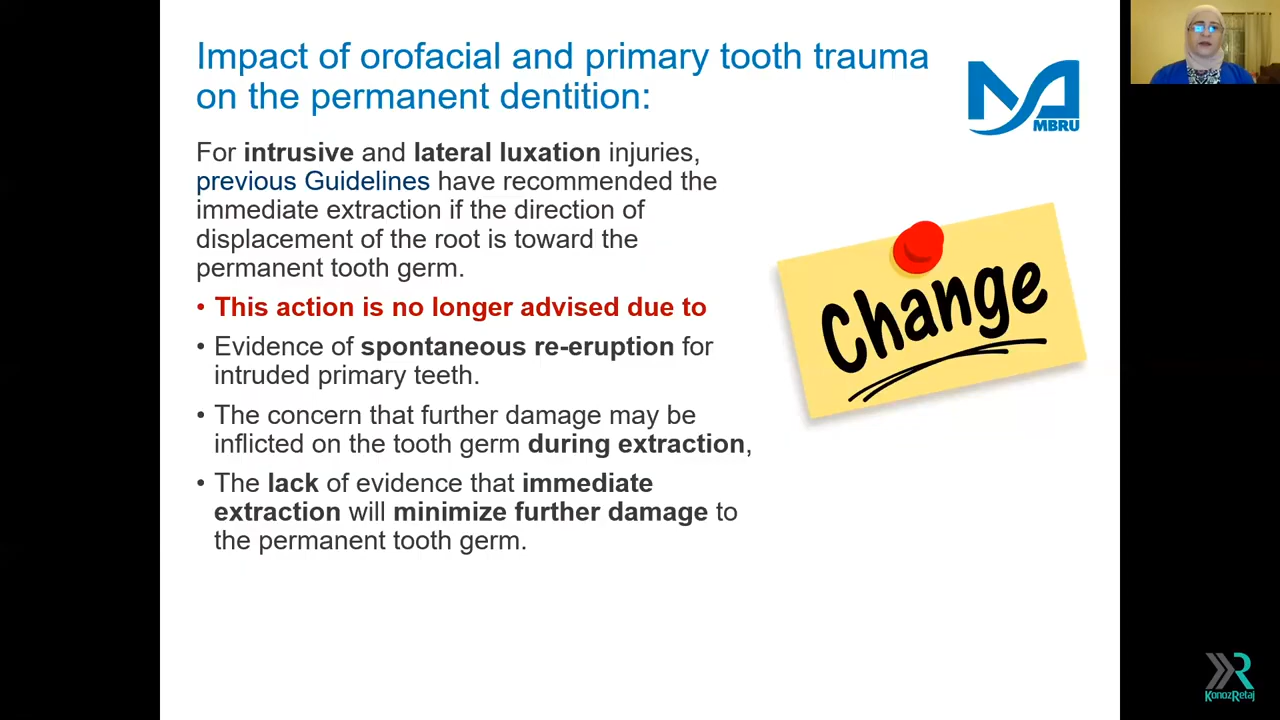 Impact of orofacial and primary tooth trauma
on the permanent dentition:
MBRU
For intrusive and lateral luxation injuries,
previous Guidelines have recommended the
immediate extraction if the direction of
displacement of the root is toward the
permanent tooth germ.
• This action is no longer advised due to
• Evidence of spontaneous re-eruption for
intruded primary teeth.
• The concern that further damage may be
inflicted on the tooth germ during extraction,
• The lack of evidence that immediate
extraction will minimize further damage to
the permanent tooth germ.
Change
KonozRetaj